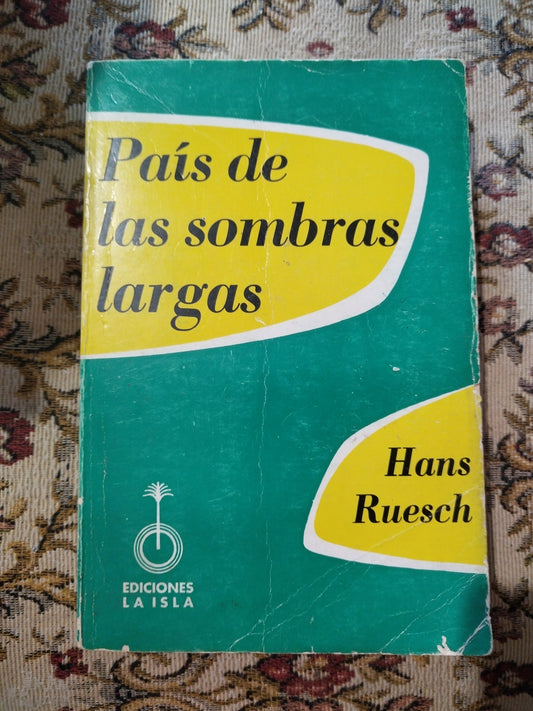 País de
las sombras
largas
Hans
Ruesch
EDICIONES
LA ISLA